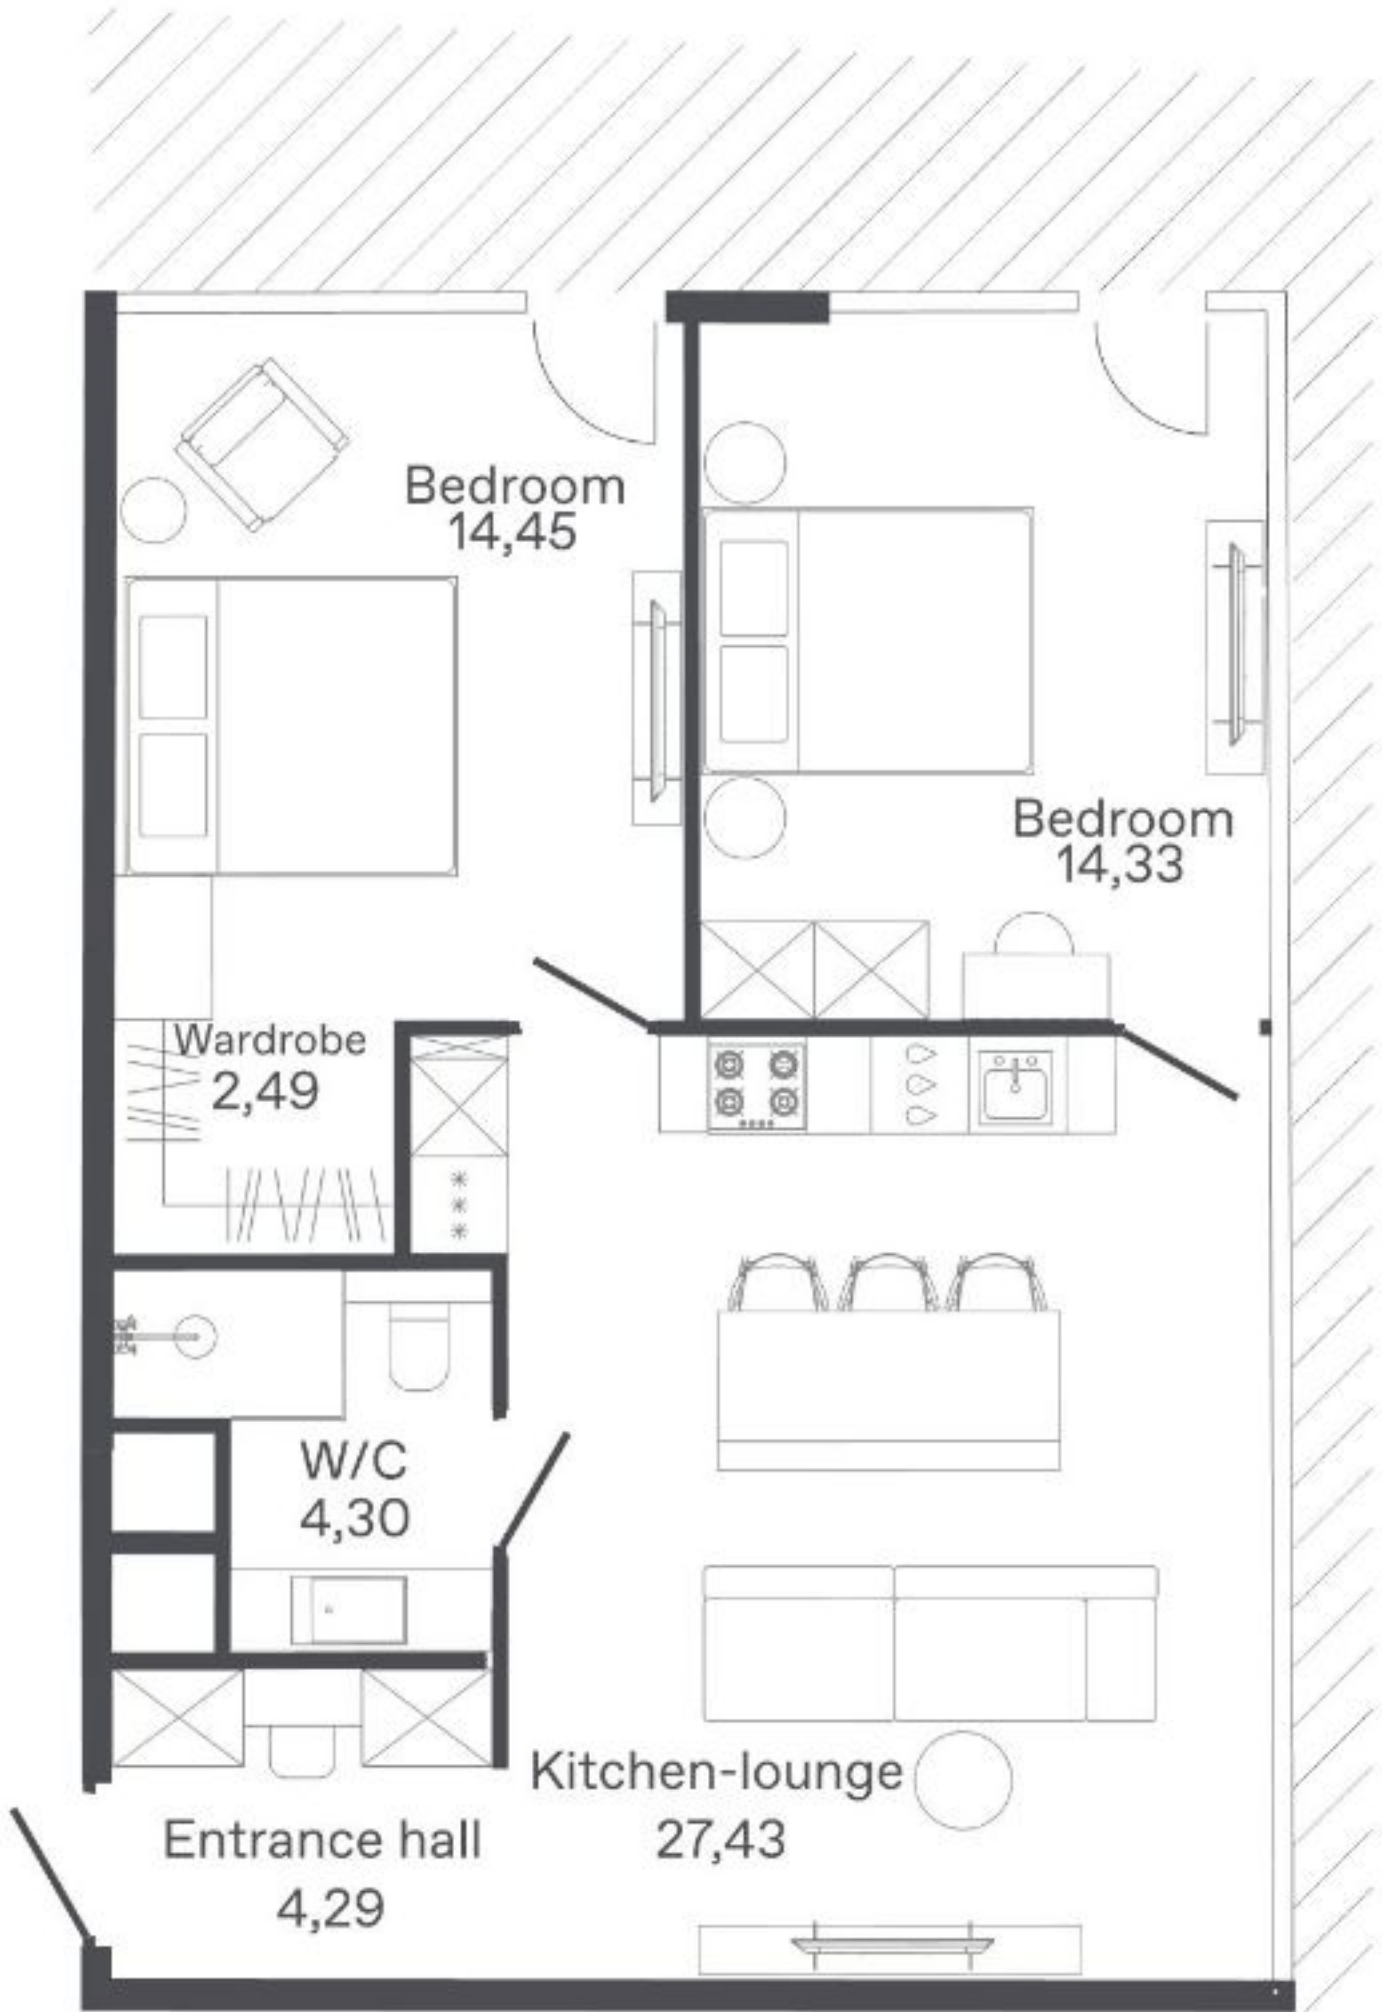 Bedroom
14,45
Bedroom
14,33
Wardrobe
2,49
W/C
4,30
Kitchen-lounge
27,43
Entrance hall
4,29